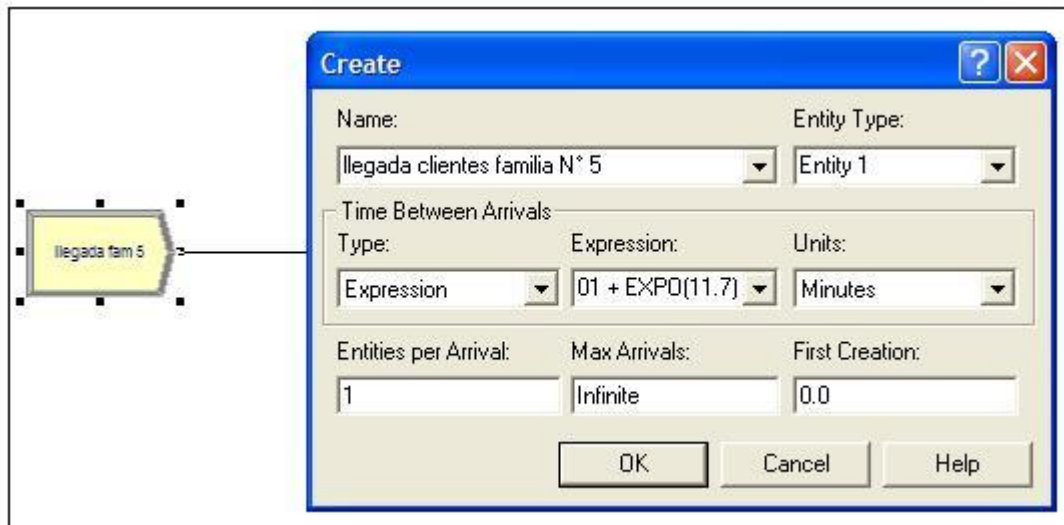 Create
Name:
Entity Type:
llegada clientes familia N° 5
Entity 1
Time Between Arrivals
Type:
Expression:
Units:
Expression
01 + EXPO(11.7)
Minutes
Entities per Arrival:
Max Arrivals:
First Creation:
1
Infinite
0.0
OK
Cancel
Help
llegada fam 5